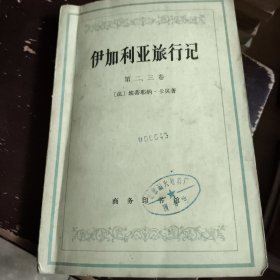 伊加利亚旅行记
第二、三卷
〔法〕埃蒂耶纳·卡贝著
商务印书馆